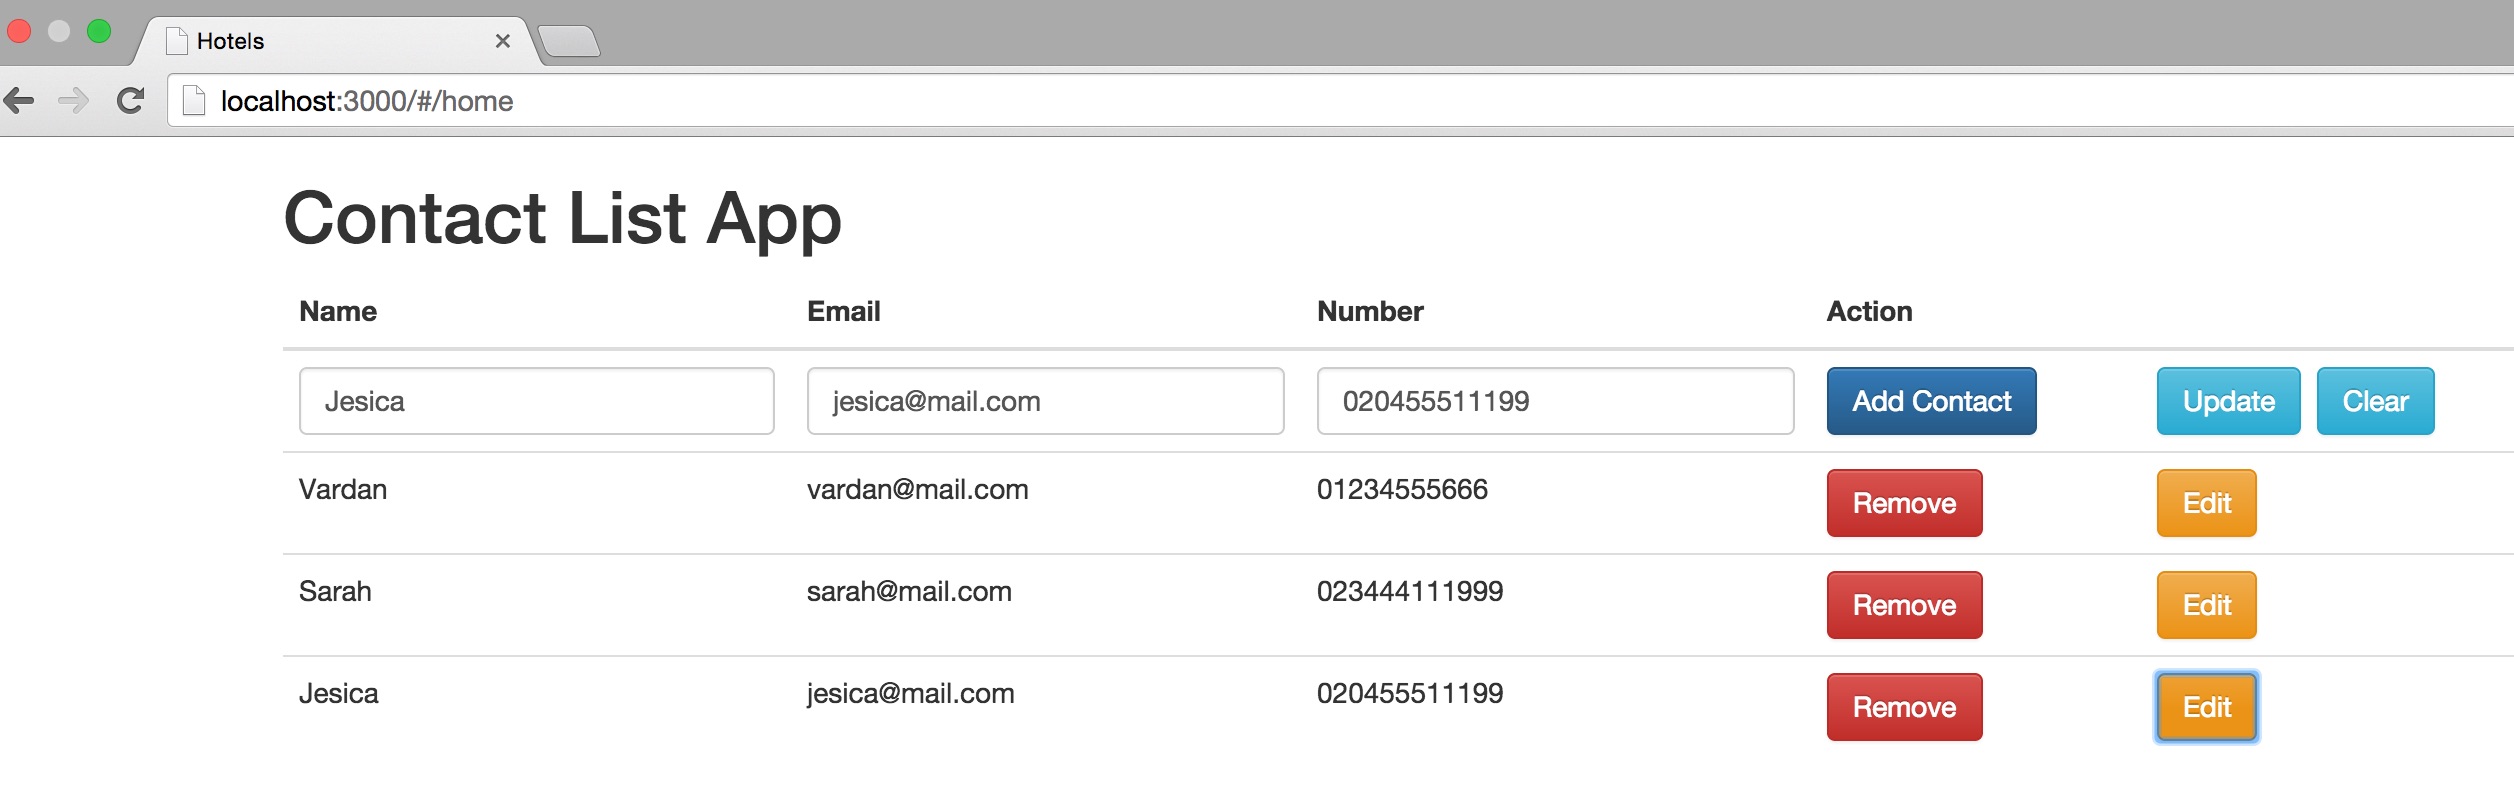 Hotels
localhost:3000/#/home
Contact List App
Name Email Number Action
Jesica jesica@mail.com 020455511199 Add Contact Update Clear
Vardan vardan@mail.com 01234555666 Remove Edit
Sarah sarah@mail.com 023444111999 Remove Edit
Jesica jesica@mail.com 020455511199 Remove Edit